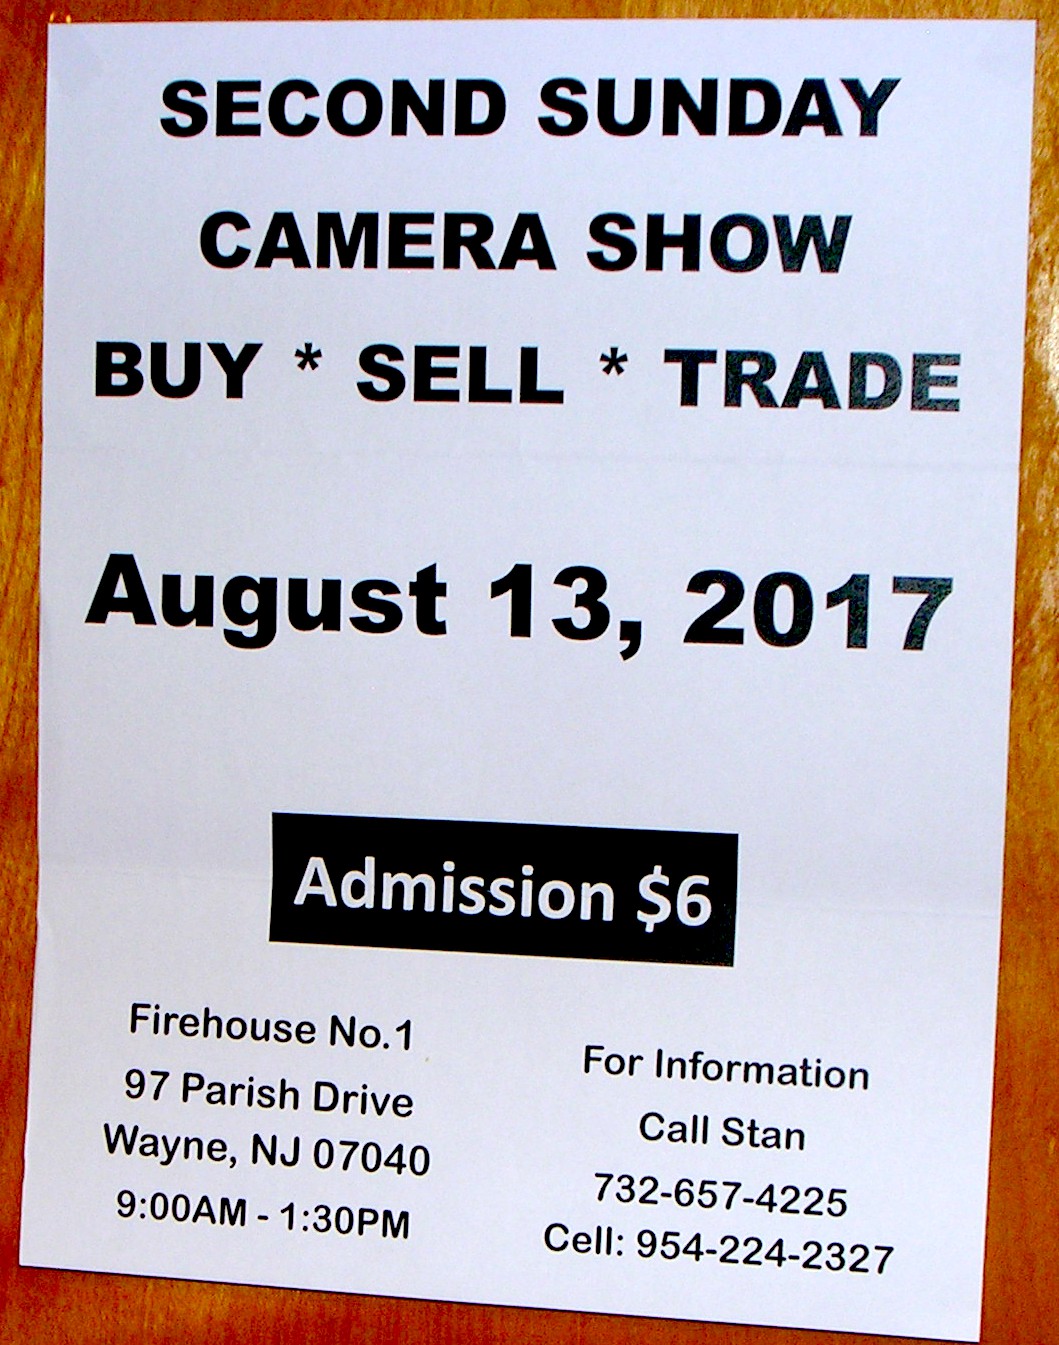 SECOND SUNDAY
CAMERA SHOW
BUY * SELL * TRADE
August 13, 2017
Admission $6
Firehouse No.1
97 Parish Drive
Wayne, NJ 07040
9:00AM - 1:30PM
For Information
Call Stan
732-657-4225
Cell: 954-224-2327